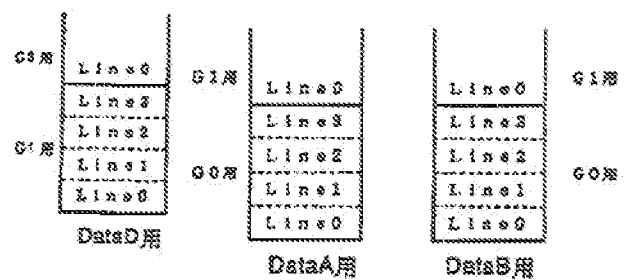 Line0
Line3
Line2
G1用
Line1
Line0
DataD用
G1用
Line0
Line3
Line2
G0用
Line1
Line0
DataA用
Line0
G1用
Line3
Line2
Line1
G0用
Line0
DataB用